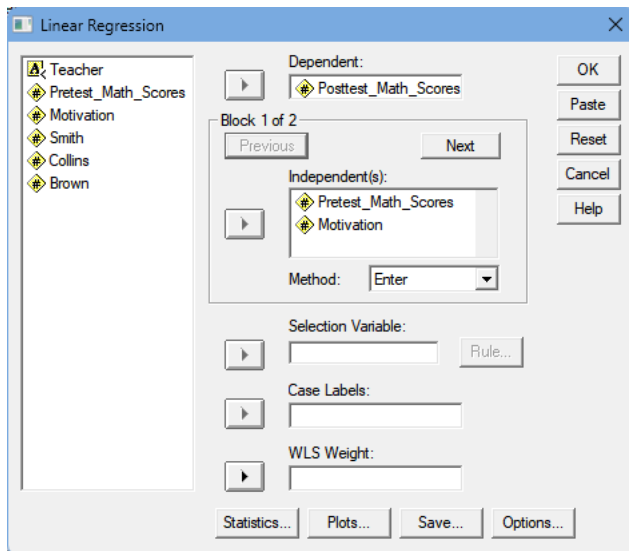 Linear Regression
Teacher
Pretest_Math_Scores
Motivation
Smith
Collins
Brown
Dependent:
Posttest_Math_Scores
Block 1 of 2
Previous
Next
Independent(s):
Pretest_Math_Scores
Motivation
Method:
Enter
Selection Variable:
Rule...
Case Labels:
WLS Weight:
Statistics...
Plots...
Save...
Options...
OK
Paste
Reset
Cancel
Help